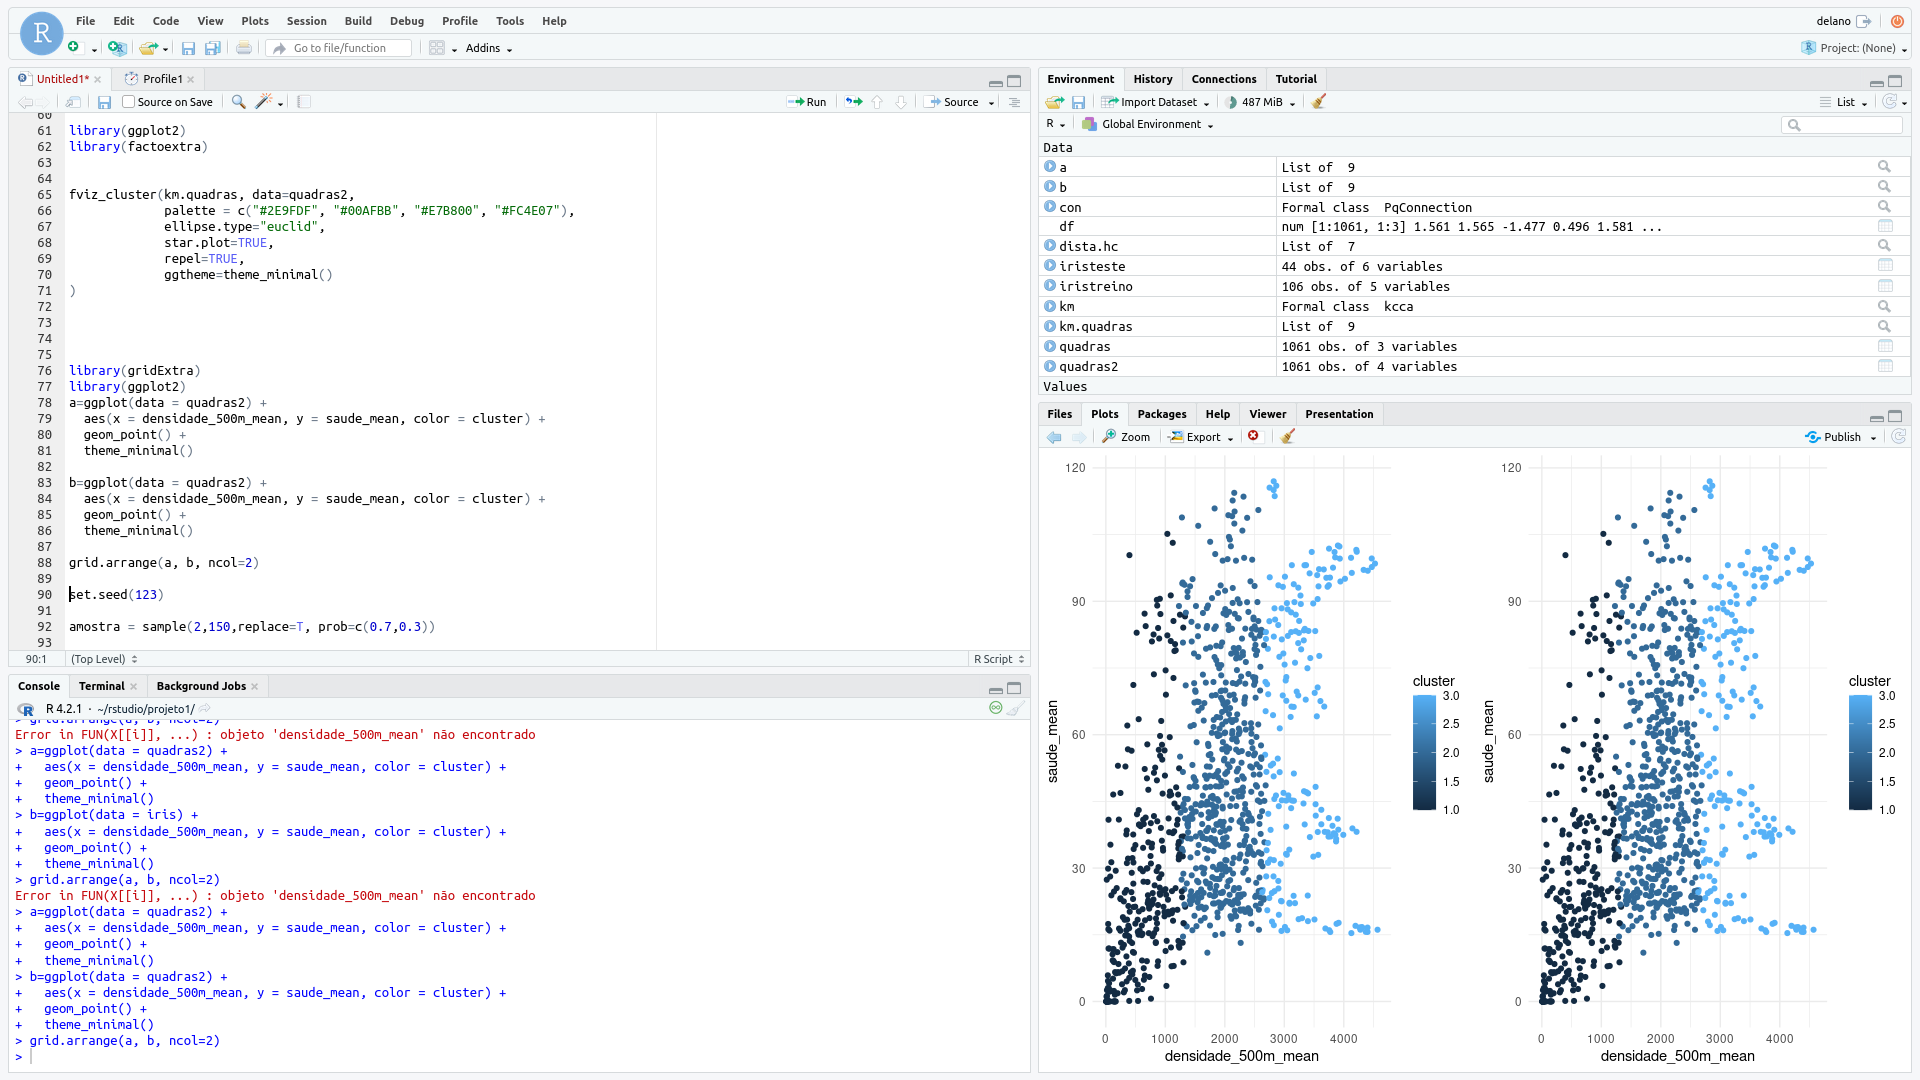 File Edit Code View Plots Session Build Debug Profile Tools Help
delano
R
Go to file/function
Addins
Project: (None)
Untitled1*
Profile1
Source on Save
Run
Source
60
61 library(ggplot2)
62 library(factoextra)
63
64
65 fviz_cluster(km.quadras, data=quadras2,
66 palette = c("#2E9FDF", "#00AFBB", "#E7B800", "#FC4E07"),
67 ellipse.type="euclid",
68 star.plot=TRUE,
69 repel=TRUE,
70 ggtheme=theme_minimal()
71 )
72
73
74
75
76 library(gridExtra)
77 library(ggplot2)
78 a=ggplot(data = quadras2) +
79 aes(x = densidade_500m_mean, y = saude_mean, color = cluster) +
80 geom_point() +
81 theme_minimal()
82
83 b=ggplot(data = quadras2) +
84 aes(x = densidade_500m_mean, y = saude_mean, color = cluster) +
85 geom_point() +
86 theme_minimal()
87
88 grid.arrange(a, b, ncol=2)
89
90 set.seed(123)
91
92 amostra = sample(2,150,replace=T, prob=c(0.7,0.3))
93
90:1 (Top Level) R Script
Console Terminal Background Jobs
R 4.2.1 · ~/rstudio/projeto1/
> grid.arrange(a, b, ncol=2)
Error in FUN(X[[i]], ...) : objeto 'densidade_500m_mean' não encontrado
> a=ggplot(data = quadras2) +
+ aes(x = densidade_500m_mean, y = saude_mean, color = cluster) +
+ geom_point() +
+ theme_minimal()
> b=ggplot(data = iris) +
+ aes(x = densidade_500m_mean, y = saude_mean, color = cluster) +
+ geom_point() +
+ theme_minimal()
> grid.arrange(a, b, ncol=2)
Error in FUN(X[[i]], ...) : objeto 'densidade_500m_mean' não encontrado
> a=ggplot(data = quadras2) +
+ aes(x = densidade_500m_mean, y = saude_mean, color = cluster) +
+ geom_point() +
+ theme_minimal()
> b=ggplot(data = quadras2) +
+ aes(x = densidade_500m_mean, y = saude_mean, color = cluster) +
+ geom_point() +
+ theme_minimal()
> grid.arrange(a, b, ncol=2)
>
Environment History Connections Tutorial
Import Dataset 487 MiB List
R Global Environment
Data
a List of 9
b List of 9
con Formal class PqConnection
df num [1:1061, 1:3] 1.561 1.565 -1.477 0.496 1.581 ...
dista.hc List of 7
iristeste 44 obs. of 6 variables
iristreino 106 obs. of 5 variables
km Formal class kcca
km.quadras List of 9
quadras 1061 obs. of 3 variables
quadras2 1061 obs. of 4 variables
Values
Files Plots Packages Help Viewer Presentation
Zoom Export Publish
120
90
60
30
0
saude_mean
0 1000 2000 3000 4000
densidade_500m_mean
cluster
3.0
2.5
2.0
1.5
1.0
120
90
60
30
0
saude_mean
0 1000 2000 3000 4000
densidade_500m_mean
cluster
3.0
2.5
2.0
1.5
1.0